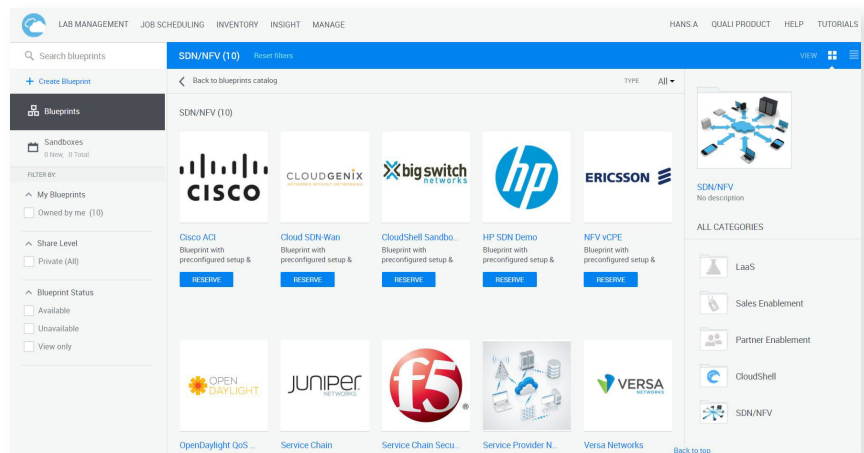 LAB MANAGEMENT JOB SCHEDULING INVENTORY INSIGHT MANAGE HANS.A QUALI PRODUCT HELP TUTORIALS
Search blueprints
SDN/NFV (10) Reset filters VIEW
+ Create Blueprint
Back to blueprints catalog TYPE All
Blueprints
Sandboxes
0 New, 0 Total
FILTER BY:
My Blueprints
Owned by me (10)
Share Level
Private (All)
Blueprint Status
Available
Unavailable
View only
SDN/NFV (10)
CISCO
CLOUDGENIX
NETWORKS WITHOUT NETWORKING
big switch
networks
hp
ERICSSON
Cisco ACI Cloud SDN-Wan CloudShell Sandbo... HP SDN Demo NFV vCPE
Blueprint with Blueprint with Blueprint with Blueprint with Blueprint with
preconfigured setup & preconfigured setup & preconfigured setup & preconfigured setup & preconfigured setup &
RESERVE RESERVE RESERVE RESERVE RESERVE
OPEN
DAYLIGHT
JUNIPER
NETWORKS
f5
®
VERSA
NETWORKS
OpenDaylight QoS ... Service Chain Service Chain Secu... Service Provider N... Versa Networks
SDN/NFV
No description
ALL CATEGORIES
LaaS
Sales Enablement
Partner Enablement
CloudShell
SDN/NFV
Back to top